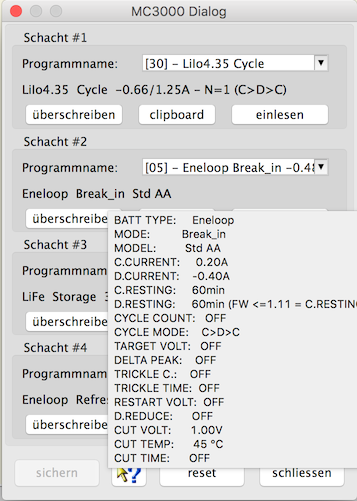 MC3000 Dialog
Schacht #1
Programmname: [30] - Lilo4.35 Cycle
Lilo4.35 Cycle -0.66/1.25A - N=1 (C>D>C)
überschreiben clipboard einlesen
Schacht #2
Programmname: [05] - Eneloop Break_in -0.48
Eneloop Break_in Std AA
überschreibe
Schacht #3
Programmnam
LiFe Storage 3
überschreibe
Schacht #4
Programmnam
Eneloop Refres
überschreibe
BATT TYPE: Eneloop
MODE: Break_in
MODEL: Std AA
C.CURRENT: 0.20A
D.CURRENT: -0.40A
C.RESTING: 60min
D.RESTING: 60min (FW <=1.11 = C.RESTING
CYCLE COUNT: OFF
CYCLE MODE: C>D>C
TARGET VOLT: OFF
DELTA PEAK: OFF
TRICKLE C.: OFF
TRICKLE TIME: OFF
RESTART VOLT: OFF
D.REDUCE: OFF
CUT VOLT: 1.00V
CUT TEMP: 45 °C
CUT TIME: OFF
sichern ? reset schliessen